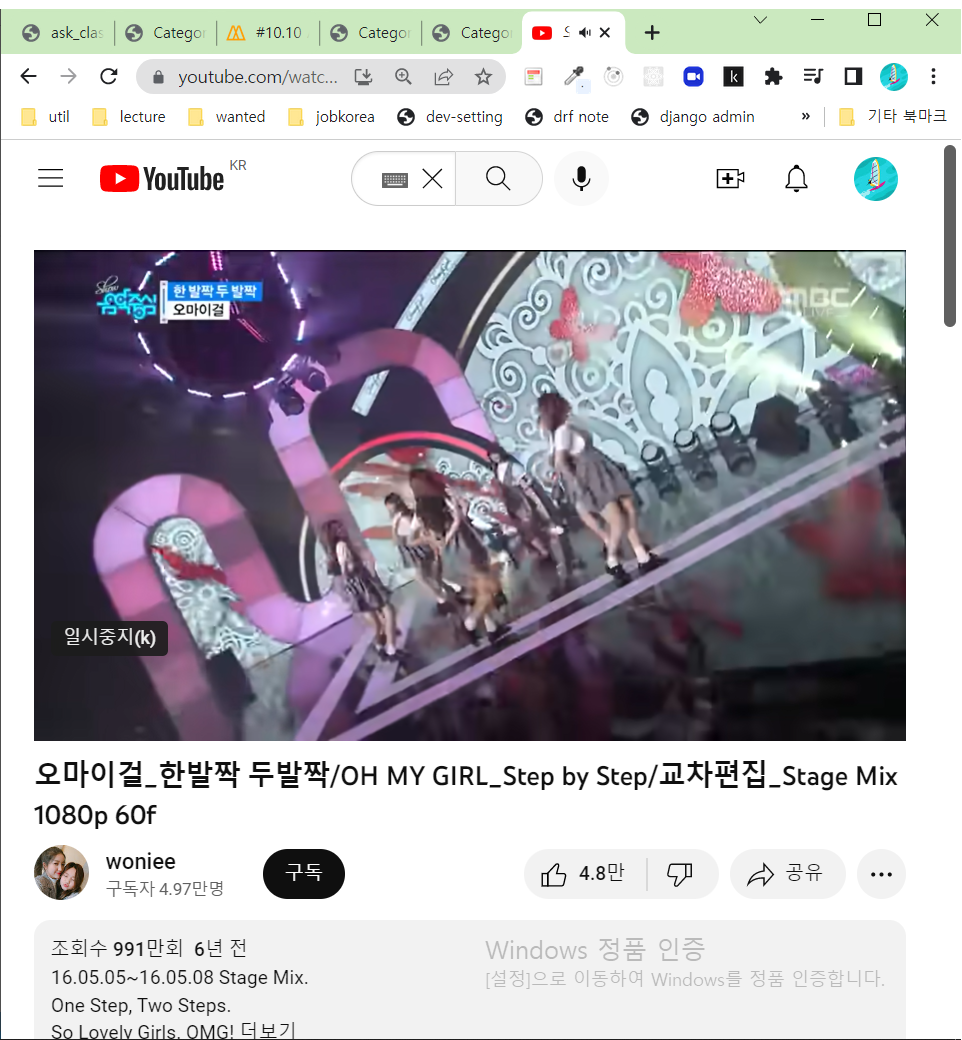 ask_clas
Categor
#10.10
Categor
Catego
youtube.com/watc...
k
util
lecture
wanted
jobkorea
dev-setting
drf note
django admin
»
기타 북마크
YouTube KR
Show
음악중심
한 발짝 두 발짝
오마이걸
MBC
LIVE
일시중지(k)
오마이걸_한발짝 두발짝/OH MY GIRL_Step by Step/교차편집_Stage Mix
1080p 60f
woniee
구독자 4.97만명
구독
4.8만
공유
조회수 991만회 6년 전
16.05.05~16.05.08 Stage Mix.
One Step, Two Steps.
So Lovely Girls. OMG! 더보기
Windows 정품 인증
[설정]으로 이동하여 Windows를 정품 인증합니다.